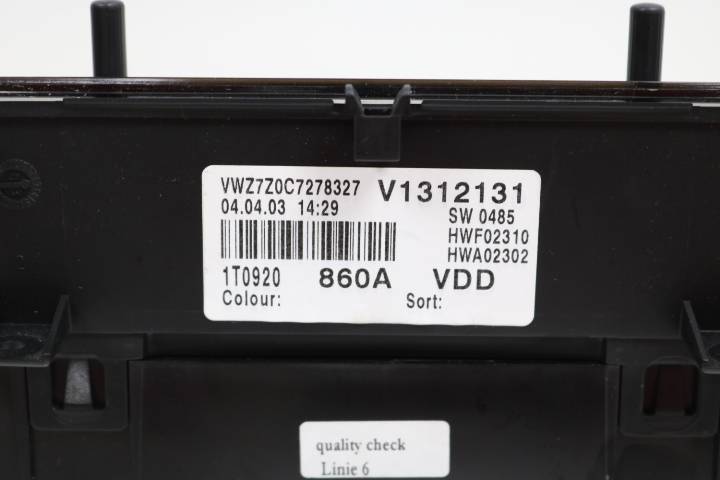 VWZ7Z0C7278327 V1312131
04.04.03 14:29 SW 0485
HWF02310
HWA02302
1T0920 860A VDD
Colour: Sort:
quality check
Linie 6